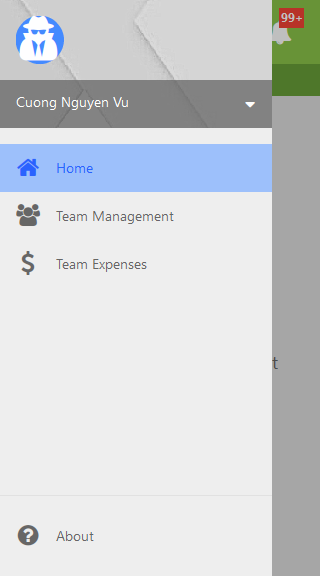 99+
Cuong Nguyen Vu
Home
Team Management
Team Expenses
t
About